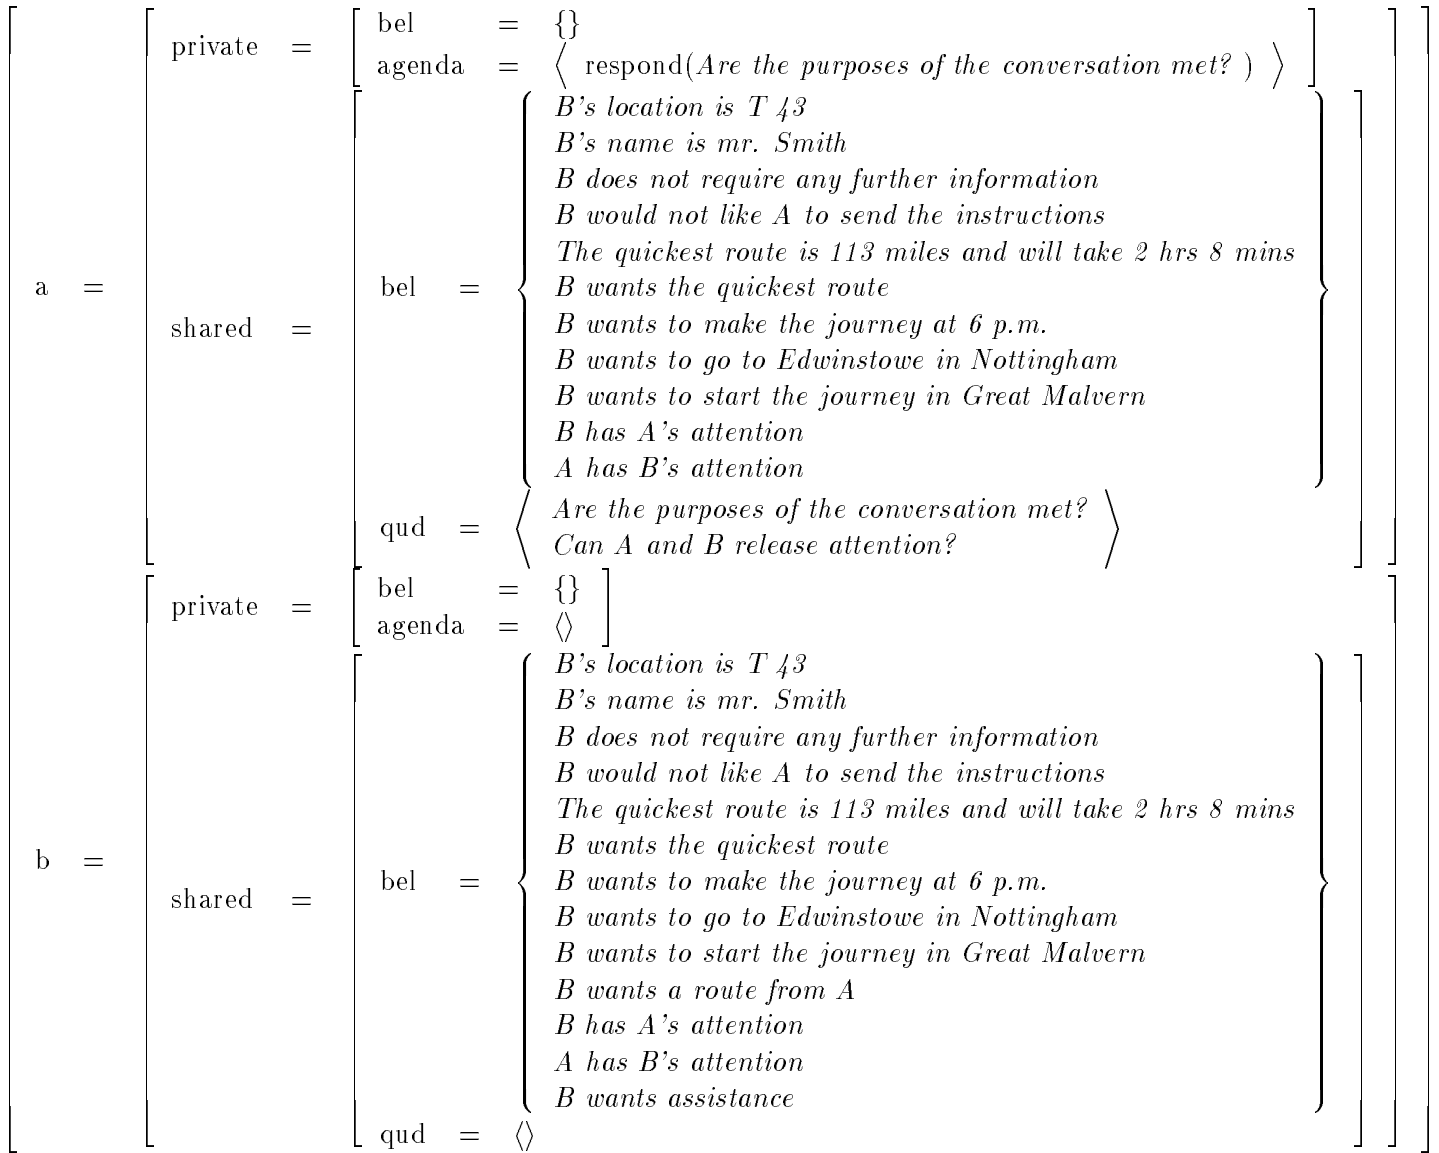 private = bel = {}
agenda = ⟨ respond(Are the purposes of the conversation met? ) ⟩
a =
shared =
bel =
B's location is T 43
B's name is mr. Smith
B does not require any further information
B would not like A to send the instructions
The quickest route is 113 miles and will take 2 hrs 8 mins
B wants the quickest route
B wants to make the journey at 6 p.m.
B wants to go to Edwinstowe in Nottingham
B wants to start the journey in Great Malvern
B has A's attention
A has B's attention
qud = ⟨ Are the purposes of the conversation met?
Can A and B release attention? ⟩
private = bel = {}
agenda = ⟨⟩
b =
shared =
bel =
B's location is T 43
B's name is mr. Smith
B does not require any further information
B would not like A to send the instructions
The quickest route is 113 miles and will take 2 hrs 8 mins
B wants the quickest route
B wants to make the journey at 6 p.m.
B wants to go to Edwinstowe in Nottingham
B wants to start the journey in Great Malvern
B wants a route from A
B has A's attention
A has B's attention
B wants assistance
qud = ⟨⟩